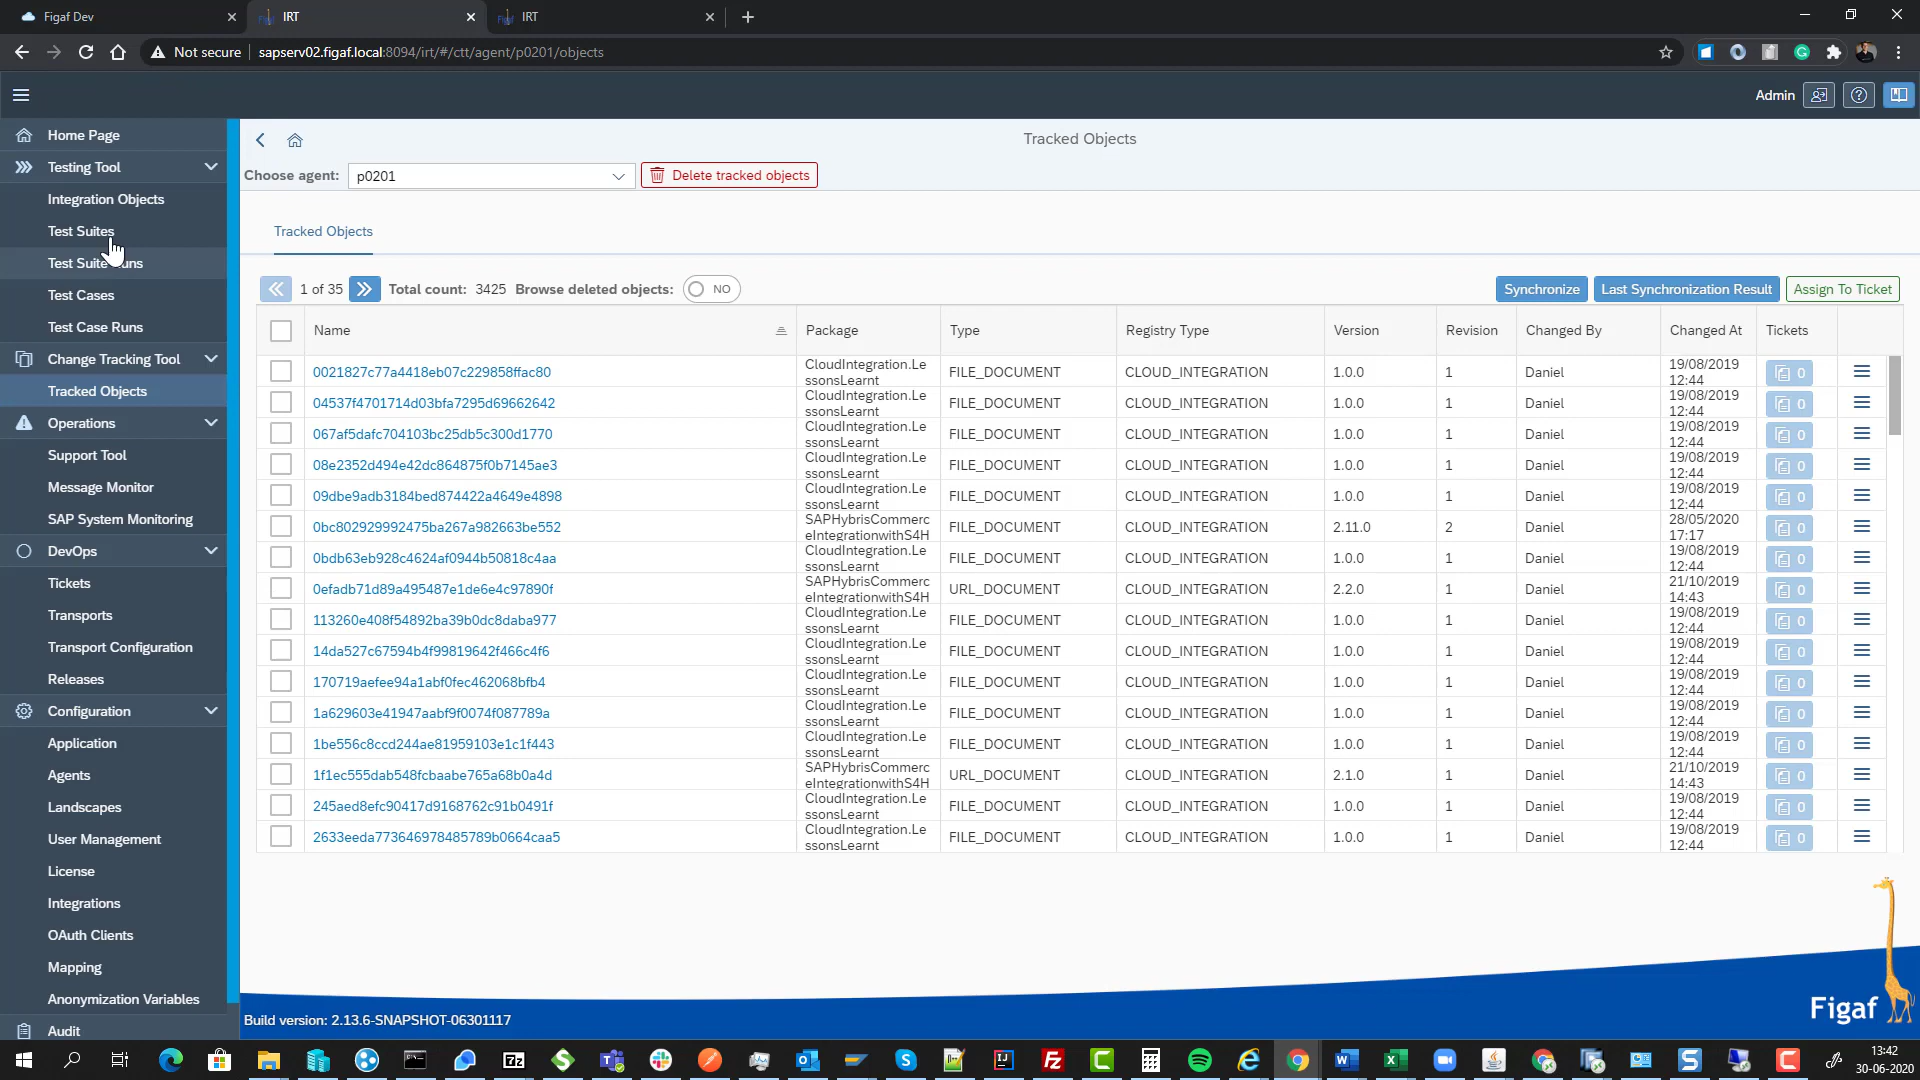 Figaf Dev
IRT
IRT
Not secure
sapserv02.figaf.local:8094/irt/#/ctt/agent/p0201/objects
Admin
Home Page
Testing Tool
Integration Objects
Test Suites
Test Suite Runs
Test Cases
Test Case Runs
Change Tracking Tool
Tracked Objects
Operations
Support Tool
Message Monitor
SAP System Monitoring
DevOps
Tickets
Transports
Transport Configuration
Releases
Configuration
Application
Agents
Landscapes
User Management
License
Integrations
OAuth Clients
Mapping
Anonymization Variables
Audit
Tracked Objects
Choose agent: p0201 Delete tracked objects
Tracked Objects
1 of 35 Total count: 3425 Browse deleted objects: NO Synchronize Last Synchronization Result Assign To Ticket
Name Package Type Registry Type Version Revision Changed By Changed At Tickets
0021827c77a4418eb07c229858ffac80 CloudIntegration.LessonsLearnt FILE_DOCUMENT CLOUD_INTEGRATION 1.0.0 1 Daniel 19/08/2019 12:44 0
04537f4701714d03bfa7295d69662642 CloudIntegration.LessonsLearnt FILE_DOCUMENT CLOUD_INTEGRATION 1.0.0 1 Daniel 19/08/2019 12:44 0
067af5dafc704103bc25db5c300d1770 CloudIntegration.LessonsLearnt FILE_DOCUMENT CLOUD_INTEGRATION 1.0.0 1 Daniel 19/08/2019 12:44 0
08e2352d494e42dc864875f0b7145ae3 CloudIntegration.LessonsLearnt FILE_DOCUMENT CLOUD_INTEGRATION 1.0.0 1 Daniel 19/08/2019 12:44 0
09dbe9adb3184bed874422a4649e4898 CloudIntegration.LessonsLearnt FILE_DOCUMENT CLOUD_INTEGRATION 1.0.0 1 Daniel 19/08/2019 12:44 0
0bc802929992475ba267a982663be552 SAPHybrisCommerceIntegrationwithS4H FILE_DOCUMENT CLOUD_INTEGRATION 2.11.0 2 Daniel 28/05/2020 17:17 0
0bdb63eb928c4624af0944b50818c4aa CloudIntegration.LessonsLearnt FILE_DOCUMENT CLOUD_INTEGRATION 1.0.0 1 Daniel 19/08/2019 12:44 0
0efadb71d89a495487e1de6e4c97890f SAPHybrisCommerceIntegrationwithS4H URL_DOCUMENT CLOUD_INTEGRATION 2.2.0 1 Daniel 21/10/2019 14:43 0
113260e408f54892ba39b0dc8daba977 CloudIntegration.LessonsLearnt FILE_DOCUMENT CLOUD_INTEGRATION 1.0.0 1 Daniel 19/08/2019 12:44 0
14da527c67594b4f99819642f466c4f6 CloudIntegration.LessonsLearnt FILE_DOCUMENT CLOUD_INTEGRATION 1.0.0 1 Daniel 19/08/2019 12:44 0
170719aefee94a1abf0fec462068bfb4 CloudIntegration.LessonsLearnt FILE_DOCUMENT CLOUD_INTEGRATION 1.0.0 1 Daniel 19/08/2019 12:44 0
1a629603e41947aabf9f0074f087789a CloudIntegration.LessonsLearnt FILE_DOCUMENT CLOUD_INTEGRATION 1.0.0 1 Daniel 19/08/2019 12:44 0
1be556c8ccd244ae81959103e1c1f443 CloudIntegration.LessonsLearnt FILE_DOCUMENT CLOUD_INTEGRATION 1.0.0 1 Daniel 19/08/2019 12:44 0
1f1ec555dab548fcbaabe765a68b0a4d SAPHybrisCommerceIntegrationwithS4H URL_DOCUMENT CLOUD_INTEGRATION 2.1.0 1 Daniel 21/10/2019 14:43 0
245aed8efc90417d9168762c91b0491f CloudIntegration.LessonsLearnt FILE_DOCUMENT CLOUD_INTEGRATION 1.0.0 1 Daniel 19/08/2019 12:44 0
2633eeda773646978485789b0664caa5 CloudIntegration.LessonsLearnt FILE_DOCUMENT CLOUD_INTEGRATION 1.0.0 1 Daniel 19/08/2019 12:44 0
Figaf
Build version: 2.13.6-SNAPSHOT-06301117
13:42
30-06-2020